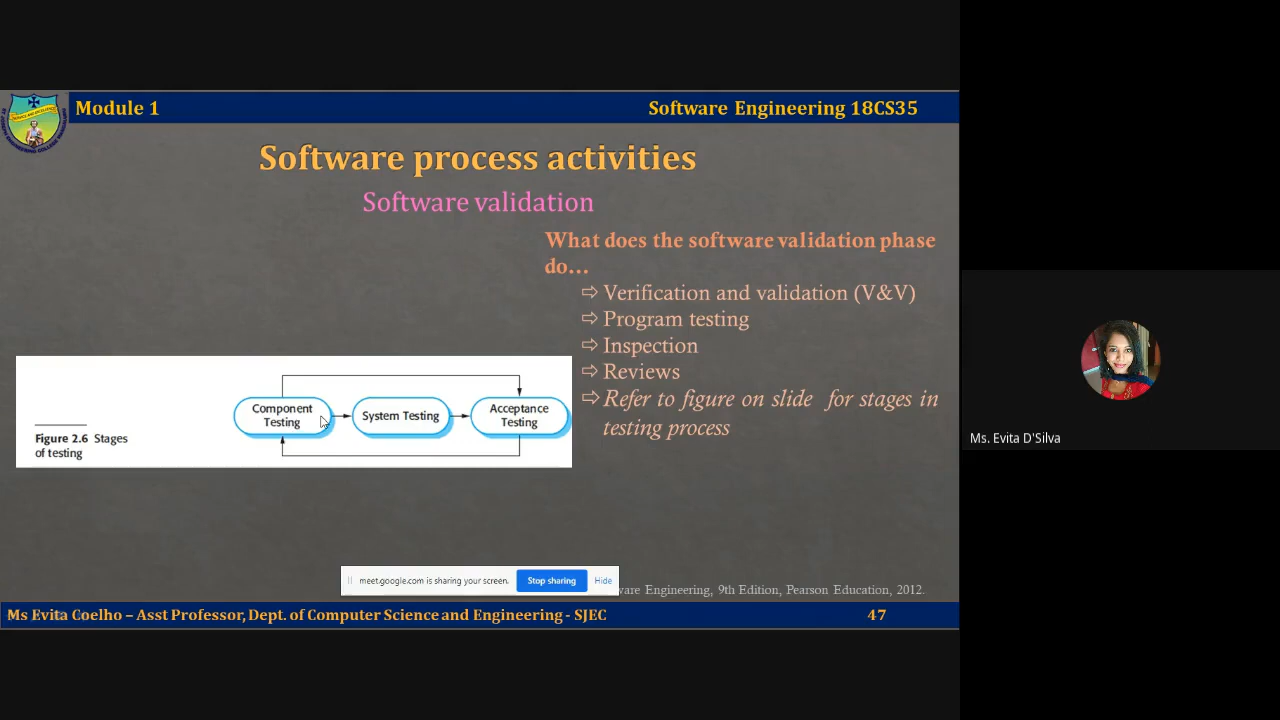 Module 1
Software Engineering 18CS35
Software process activities
Software validation
What does the software validation phase
do...
⇨ Verification and validation (V&V)
⇨ Program testing
⇨ Inspection
⇨ Reviews
⇨ Refer to figure on slide for stages in
testing process
Component
Testing
System Testing
Acceptance
Testing
Figure 2.6 Stages
of testing
Ms. Evita D'Silva
meet.google.com is sharing your screen.
Stop sharing
Hide
Engineering, 9th Edition, Pearson Education, 2012.
Ms Evita Coelho – Asst Professor, Dept. of Computer Science and Engineering - SJEC
47